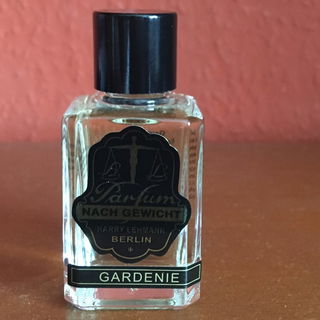 Parfum
NACH GEWICHT
HARRY LEHMANN
BERLIN
GARDENIE